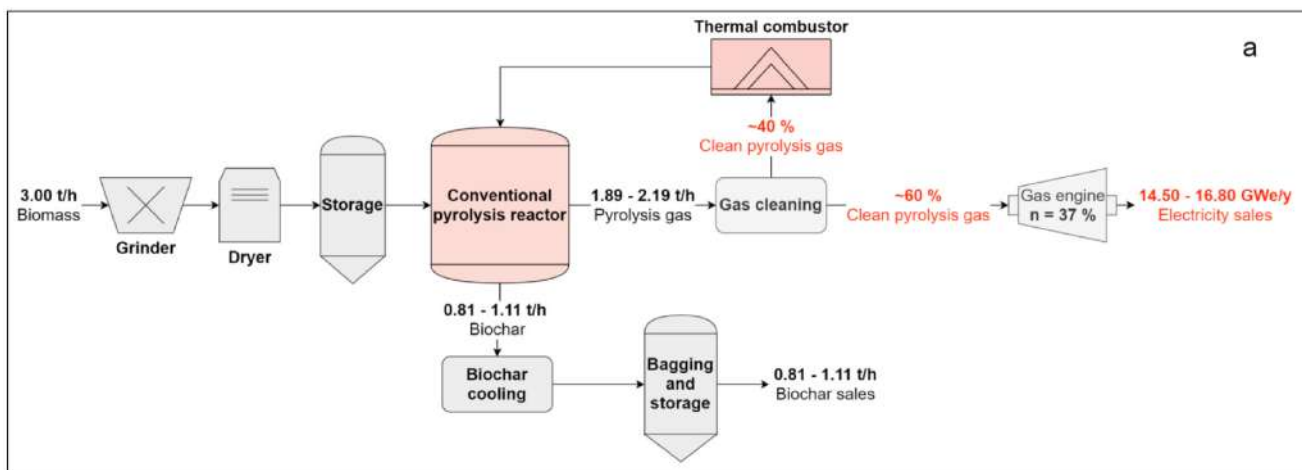 Thermal combustor
a
~40 %
Clean pyrolysis gas
3.00 t/h
Biomass
Grinder
Dryer
Storage
Conventional
pyrolysis reactor
1.89 - 2.19 t/h
Pyrolysis gas
Gas cleaning
~60 %
Clean pyrolysis gas
Gas engine
n = 37 %
14.50 - 16.80 GWe/y
Electricity sales
0.81 - 1.11 t/h
Biochar
Biochar
cooling
Bagging
and
storage
0.81 - 1.11 t/h
Biochar sales